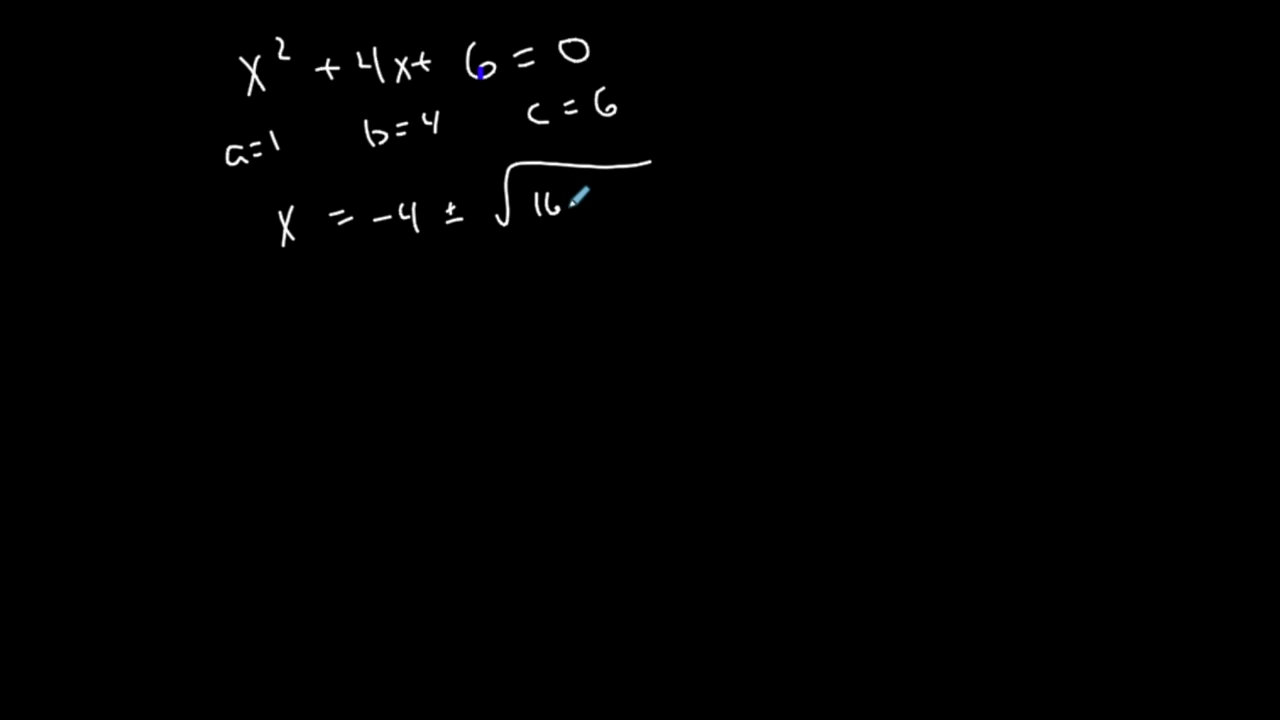 x² + 4x + 6 = 0
a=1 b=4 c=6
x = -4 ± √16